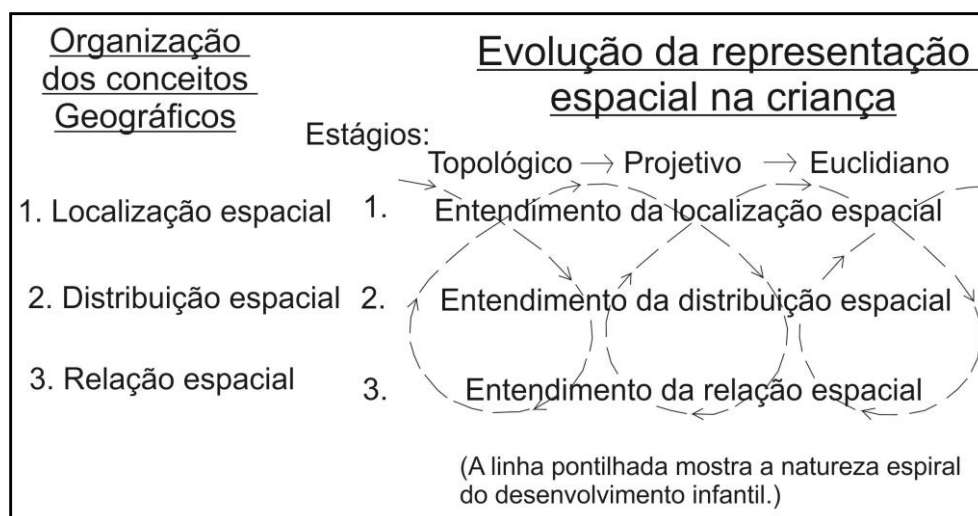 Organização
dos conceitos
Geográficos
Evolução da representação
espacial na criança
Estágios:
Topológico → Projetivo → Euclidiano
1. Localização espacial
1. Entendimento da localização espacial
2. Distribuição espacial
2. Entendimento da distribuição espacial
3. Relação espacial
3. Entendimento da relação espacial
(A linha pontilhada mostra a natureza espiral
do desenvolvimento infantil.)